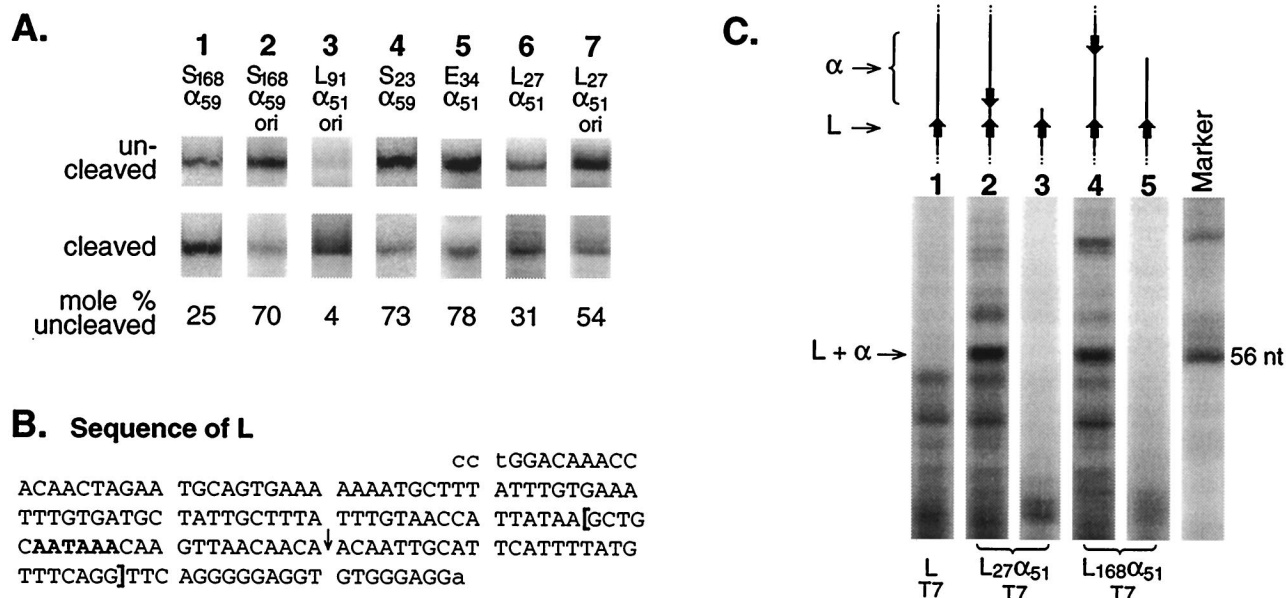 A.
1 2 3 4 5 6 7
S168 S168 L91 S23 E34 L27 L27
α59 α59 α51 α59 α51 α51 α51
ori ori ori
un-
cleaved
cleaved
mole %
uncleaved 25 70 4 73 78 31 54
B. Sequence of L
cc tGGACAAACC
ACAACTAGAA TGCAGTGAAA AAAATGCTTT ATTTGTGAAA
TTTGTGATGC TATTGCTTTA TTTGTAACCA TTATAA[GCTG
CAATAAACAA GTTAACAACA↓ACAATTGCAT TCATTTTATG
TTTCAGG]TTC AGGGGGAGGT GTGGGAGGa
C.
α →
L →
1 2 3 4 5 Marker
L + α →
56 nt
L L27α51 L168α51
T7 T7 T7